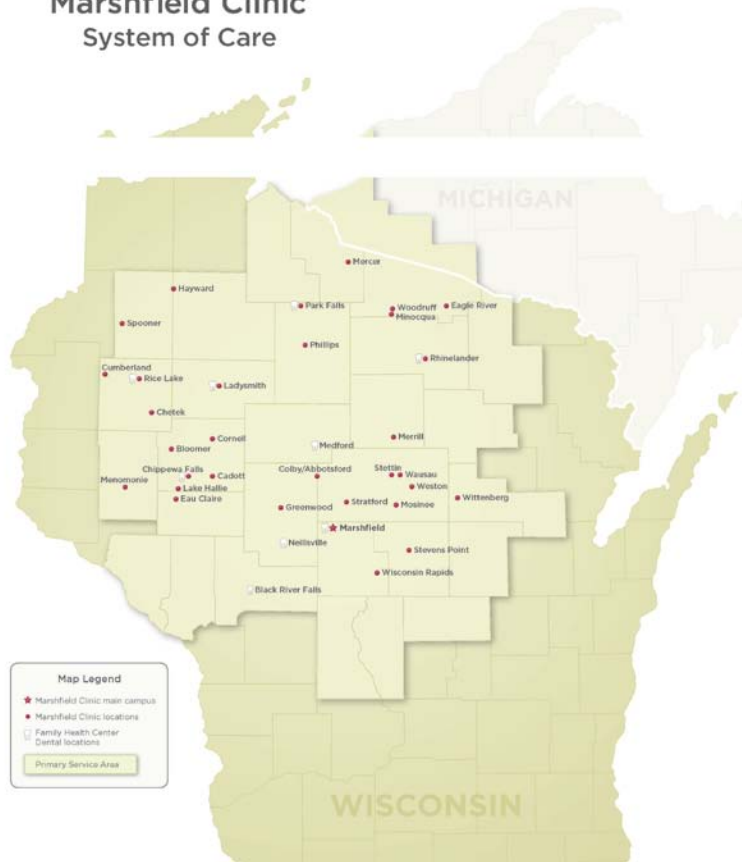 Marshfield Clinic
System of Care
MICHIGAN
Mercer
Hayward
Park Falls
Woodruff
Eagle River
Minocqua
Spooner
Phillips
Rhinelander
Cumberland
Rice Lake
Ladysmith
Chetek
Cornell
Merrill
Medford
Bloomer
Chippewa Falls
Cadott
Colby/Abbotsford
Stettin
Wausau
Menomonie
Lake Hallie
Weston
Eau Claire
Stratford
Wittenberg
Greenwood
Mosinee
Marshfield
Neillsville
Stevens Point
Wisconsin Rapids
Black River Falls
Map Legend
Marshfield Clinic main campus
Marshfield Clinic locations
Family Health Center
Dental locations
Primary Service Area
WISCONSIN